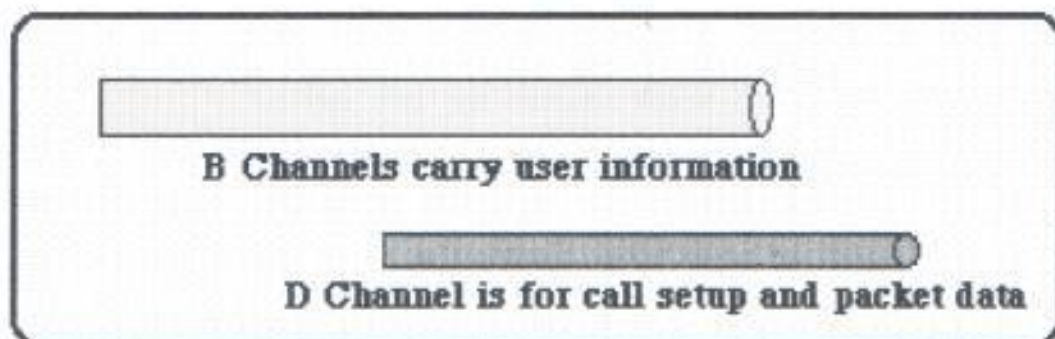 B Channels carry user information
D Channel is for call setup and packet data